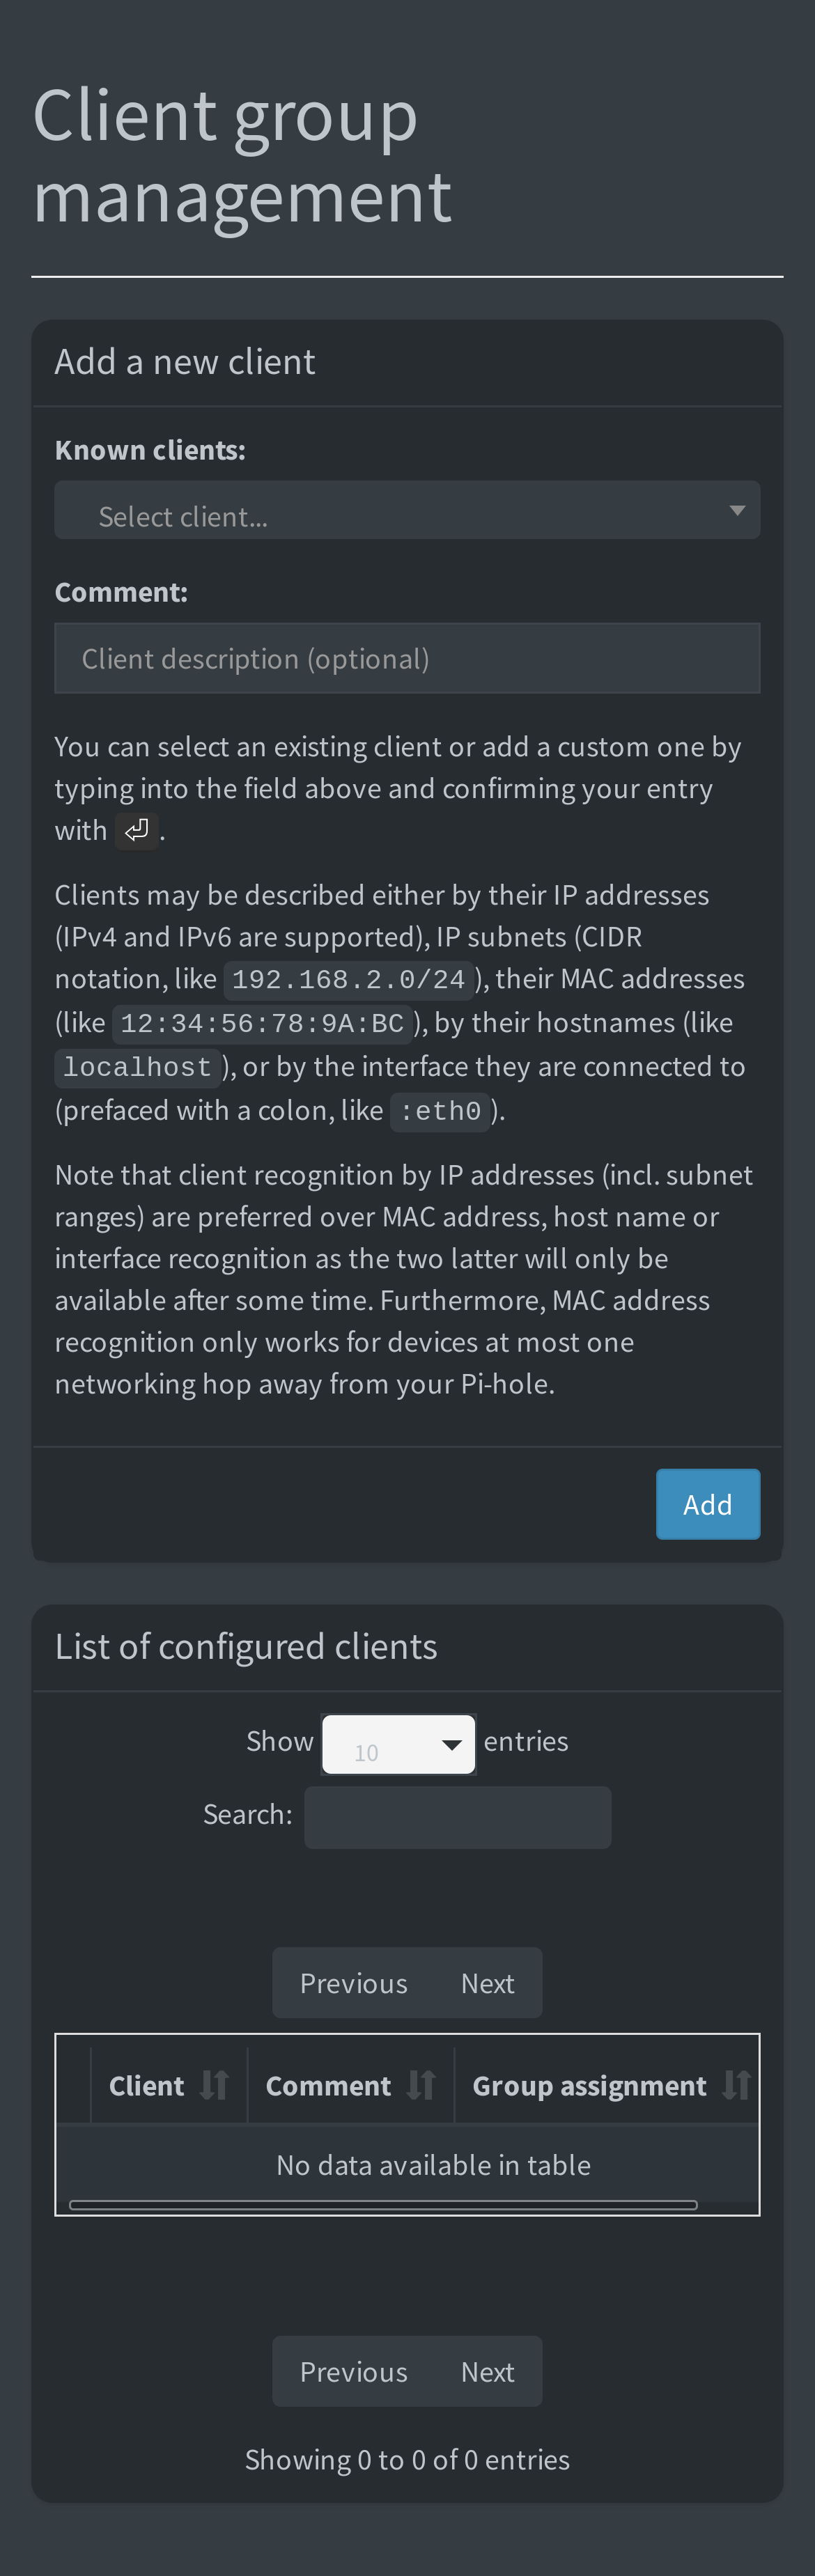 Client group
management
Add a new client
Known clients:
Select client...
Comment:
Client description (optional)
You can select an existing client or add a custom one by
typing into the field above and confirming your entry
with ⏎.
Clients may be described either by their IP addresses
(IPv4 and IPv6 are supported), IP subnets (CIDR
notation, like 192.168.2.0/24), their MAC addresses
(like 12:34:56:78:9A:BC), by their hostnames (like
localhost), or by the interface they are connected to
(prefaced with a colon, like :eth0).
Note that client recognition by IP addresses (incl. subnet
ranges) are preferred over MAC address, host name or
interface recognition as the two latter will only be
available after some time. Furthermore, MAC address
recognition only works for devices at most one
networking hop away from your Pi-hole.
Add
List of configured clients
Show 10 entries
Search:
Previous Next
Client Comment Group assignment
No data available in table
Previous Next
Showing 0 to 0 of 0 entries